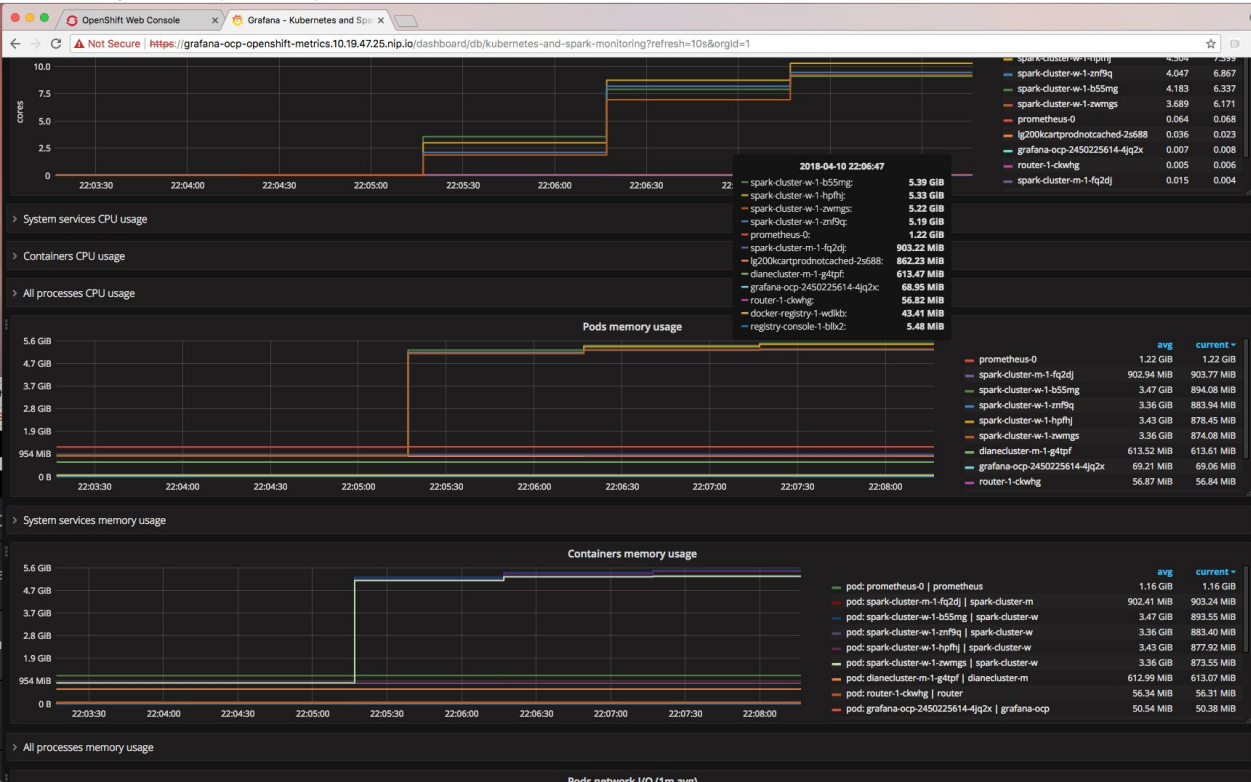 OpenShift Web Console
Grafana - Kubernetes and Spa
Not Secure | https://grafana-ocp-openshift-metrics.10.19.47.25.nip.io/dashboard/db/kubernetes-and-spark-monitoring?refresh=10s&orgId=1
10.0
7.5
5.0
2.5
0
cores
22:03:30 22:04:00 22:04:30 22:05:00 22:05:30 22:06:00 22:06:30 22:
spark-cluster-w-1-hpfhj 4.504 7.399
spark-cluster-w-1-znf9q 4.047 6.867
spark-cluster-w-1-b55mg 4.183 6.337
spark-cluster-w-1-zwmgs 3.689 6.171
prometheus-0 0.064 0.068
lg200kcartprodnotcached-2s688 0.036 0.023
grafana-ocp-2450225614-4jq2x 0.007 0.008
router-1-ckwhg 0.005 0.006
spark-cluster-m-1-fq2dj 0.015 0.004
2018-04-10 22:06:47
spark-cluster-w-1-b55mg: 5.39 GiB
spark-cluster-w-1-hpfhj: 5.33 GiB
spark-cluster-w-1-zwmgs: 5.22 GiB
spark-cluster-w-1-znf9q: 5.19 GiB
prometheus-0: 1.22 GiB
spark-cluster-m-1-fq2dj: 903.22 MiB
lg200kcartprodnotcached-2s688: 862.23 MiB
dianecluster-m-1-g4tpf: 613.47 MiB
grafana-ocp-2450225614-4jq2x: 68.95 MiB
router-1-ckwhg: 56.82 MiB
docker-registry-1-wdlkb: 43.41 MiB
registry-console-1-bllx2: 5.48 MiB
System services CPU usage
Containers CPU usage
All processes CPU usage
Pods memory usage
5.6 GiB
4.7 GiB
3.7 GiB
2.8 GiB
1.9 GiB
954 MiB
0 B
22:03:30 22:04:00 22:04:30 22:05:00 22:05:30 22:06:00 22:06:30 22:07:00 22:07:30 22:08:00
avg current
prometheus-0 1.22 GiB 1.22 GiB
spark-cluster-m-1-fq2dj 902.94 MiB 903.77 MiB
spark-cluster-w-1-b55mg 3.47 GiB 894.08 MiB
spark-cluster-w-1-znf9q 3.36 GiB 883.94 MiB
spark-cluster-w-1-hpfhj 3.43 GiB 878.45 MiB
spark-cluster-w-1-zwmgs 3.36 GiB 874.08 MiB
dianecluster-m-1-g4tpf 613.52 MiB 613.61 MiB
grafana-ocp-2450225614-4jq2x 69.21 MiB 69.06 MiB
router-1-ckwhg 56.87 MiB 56.84 MiB
System services memory usage
Containers memory usage
5.6 GiB
4.7 GiB
3.7 GiB
2.8 GiB
1.9 GiB
954 MiB
0 B
22:03:30 22:04:00 22:04:30 22:05:00 22:05:30 22:06:00 22:06:30 22:07:00 22:07:30 22:08:00
avg current
pod: prometheus-0 | prometheus 1.16 GiB 1.16 GiB
pod: spark-cluster-m-1-fq2dj | spark-cluster-m 902.41 MiB 903.24 MiB
pod: spark-cluster-w-1-b55mg | spark-cluster-w 3.47 GiB 893.55 MiB
pod: spark-cluster-w-1-znf9q | spark-cluster-w 3.36 GiB 883.40 MiB
pod: spark-cluster-w-1-hpfhj | spark-cluster-w 3.43 GiB 877.92 MiB
pod: spark-cluster-w-1-zwmgs | spark-cluster-w 3.36 GiB 873.55 MiB
pod: dianecluster-m-1-g4tpf | dianecluster-m 612.99 MiB 613.07 MiB
pod: router-1-ckwhg | router 56.34 MiB 56.31 MiB
pod: grafana-ocp-2450225614-4jq2x | grafana-ocp 50.54 MiB 50.38 MiB
All processes memory usage
Pods network I/O (1m avg)